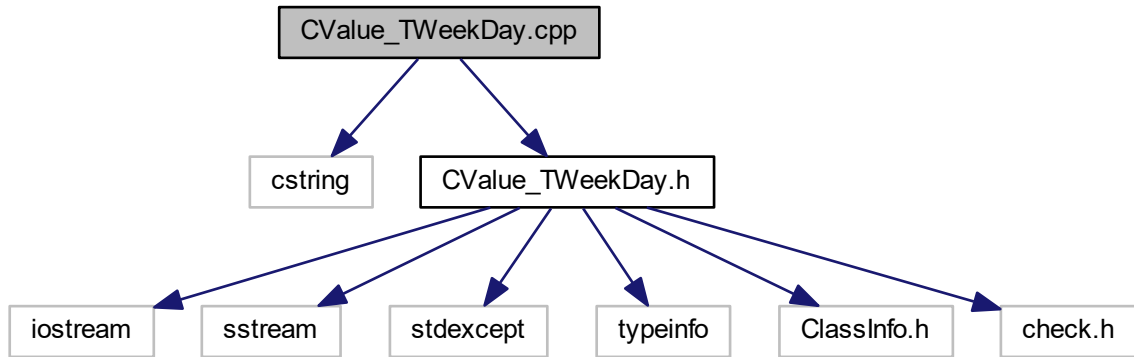 CValue_TWeekDay.cpp
cstring
CValue_TWeekDay.h
iostream
sstream
stdexcept
typeinfo
ClassInfo.h
check.h